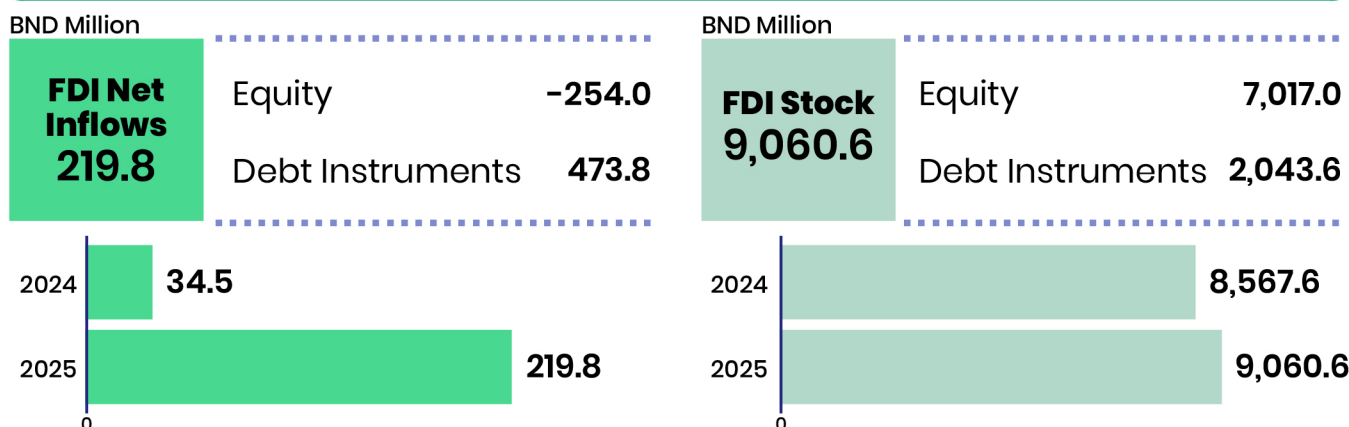 BND Million
FDI Net
Inflows
219.8
Equity -254.0
Debt Instruments 473.8
2024 34.5
2025 219.8
0
BND Million
FDI Stock
9,060.6
Equity 7,017.0
Debt Instruments 2,043.6
2024 8,567.6
2025 9,060.6
0